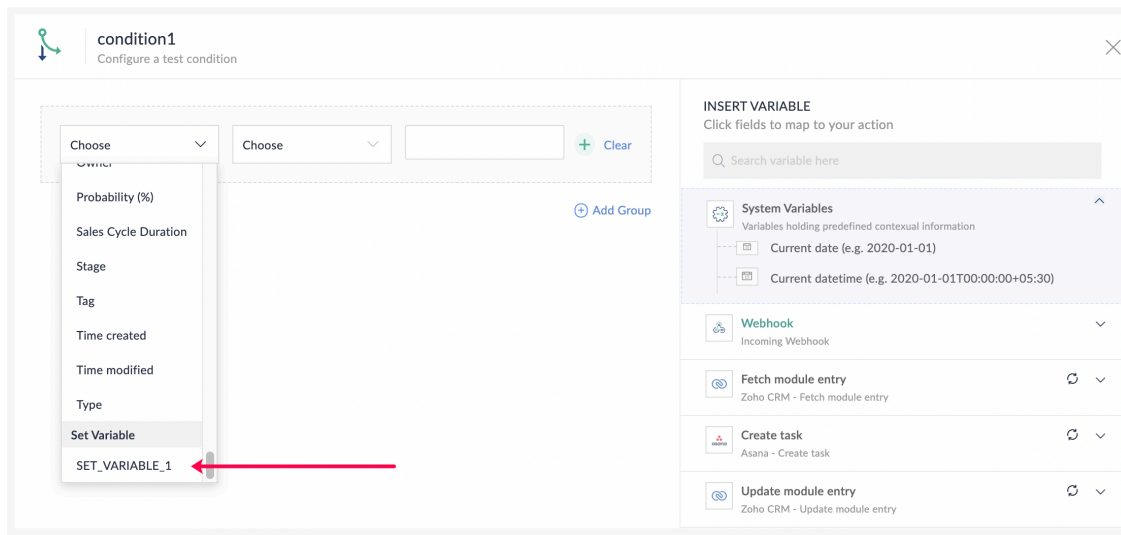 condition1
Configure a test condition
Choose
Choose
Clear
Owner
Probability (%)
Sales Cycle Duration
Stage
Tag
Time created
Time modified
Type
Set Variable
SET_VARIABLE_1
Add Group
INSERT VARIABLE
Click fields to map to your action
Search variable here
System Variables
Variables holding predefined contexual information
Current date (e.g. 2020-01-01)
Current datetime (e.g. 2020-01-01T00:00:00+05:30)
Webhook
Incoming Webhook
Fetch module entry
Zoho CRM - Fetch module entry
asana
Create task
Asana - Create task
Update module entry
Zoho CRM - Update module entry